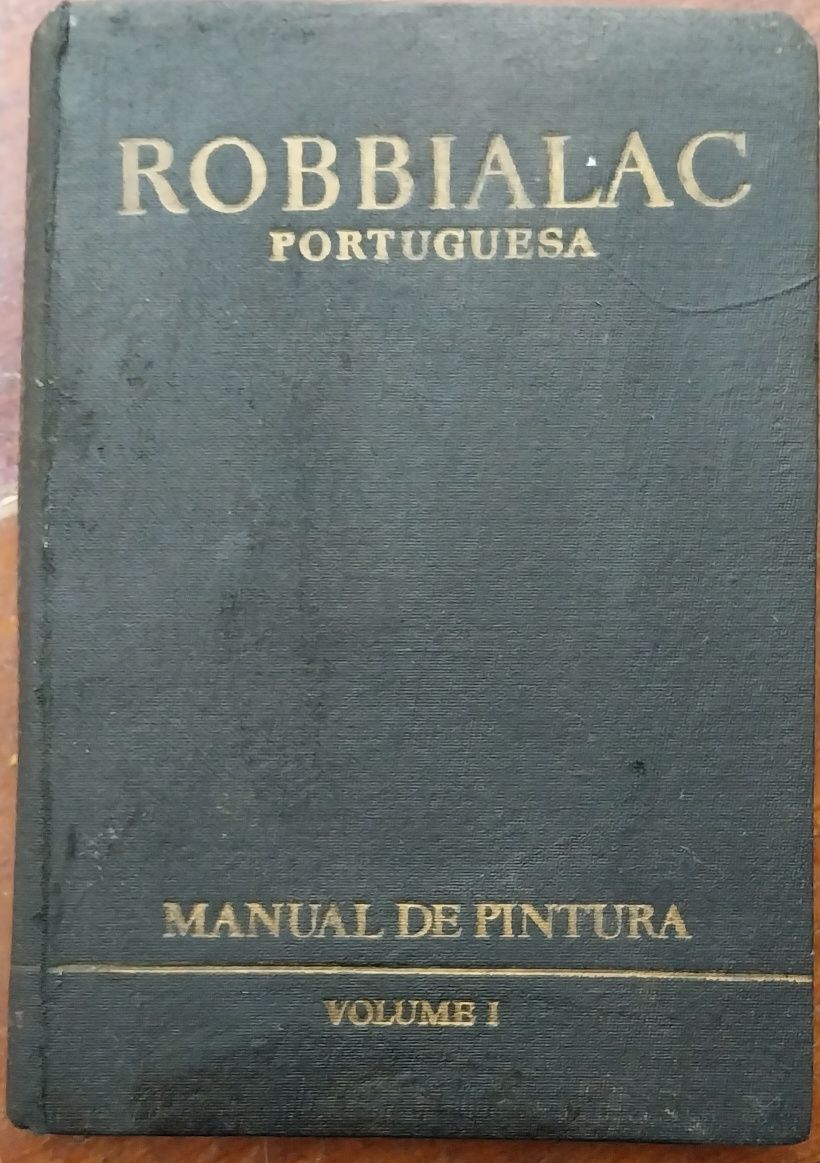 ROBBIALAC
PORTUGUESA
MANUAL DE PINTURA
VOLUME I